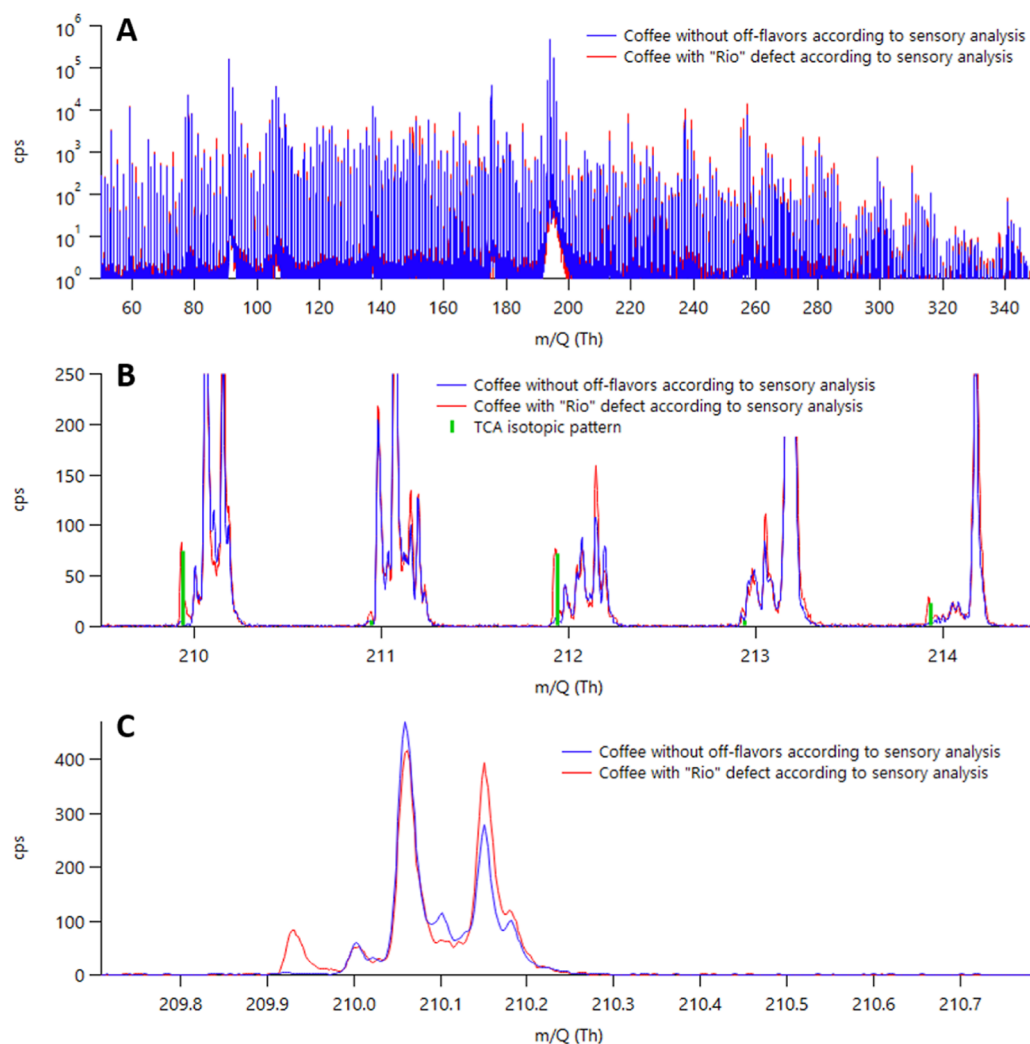 A
Coffee without off-flavors according to sensory analysis
Coffee with "Rio" defect according to sensory analysis
10^6
10^5
10^4
10^3
10^2
10^1
10^0
cps
60 80 100 120 140 160 180 200 220 240 260 280 300 320 340
m/Q (Th)
B
Coffee without off-flavors according to sensory analysis
Coffee with "Rio" defect according to sensory analysis
TCA isotopic pattern
250
200
150
100
50
0
cps
210 211 212 213 214
m/Q (Th)
C
Coffee without off-flavors according to sensory analysis
Coffee with "Rio" defect according to sensory analysis
400
300
200
100
0
cps
209.8 209.9 210.0 210.1 210.2 210.3 210.4 210.5 210.6 210.7
m/Q (Th)